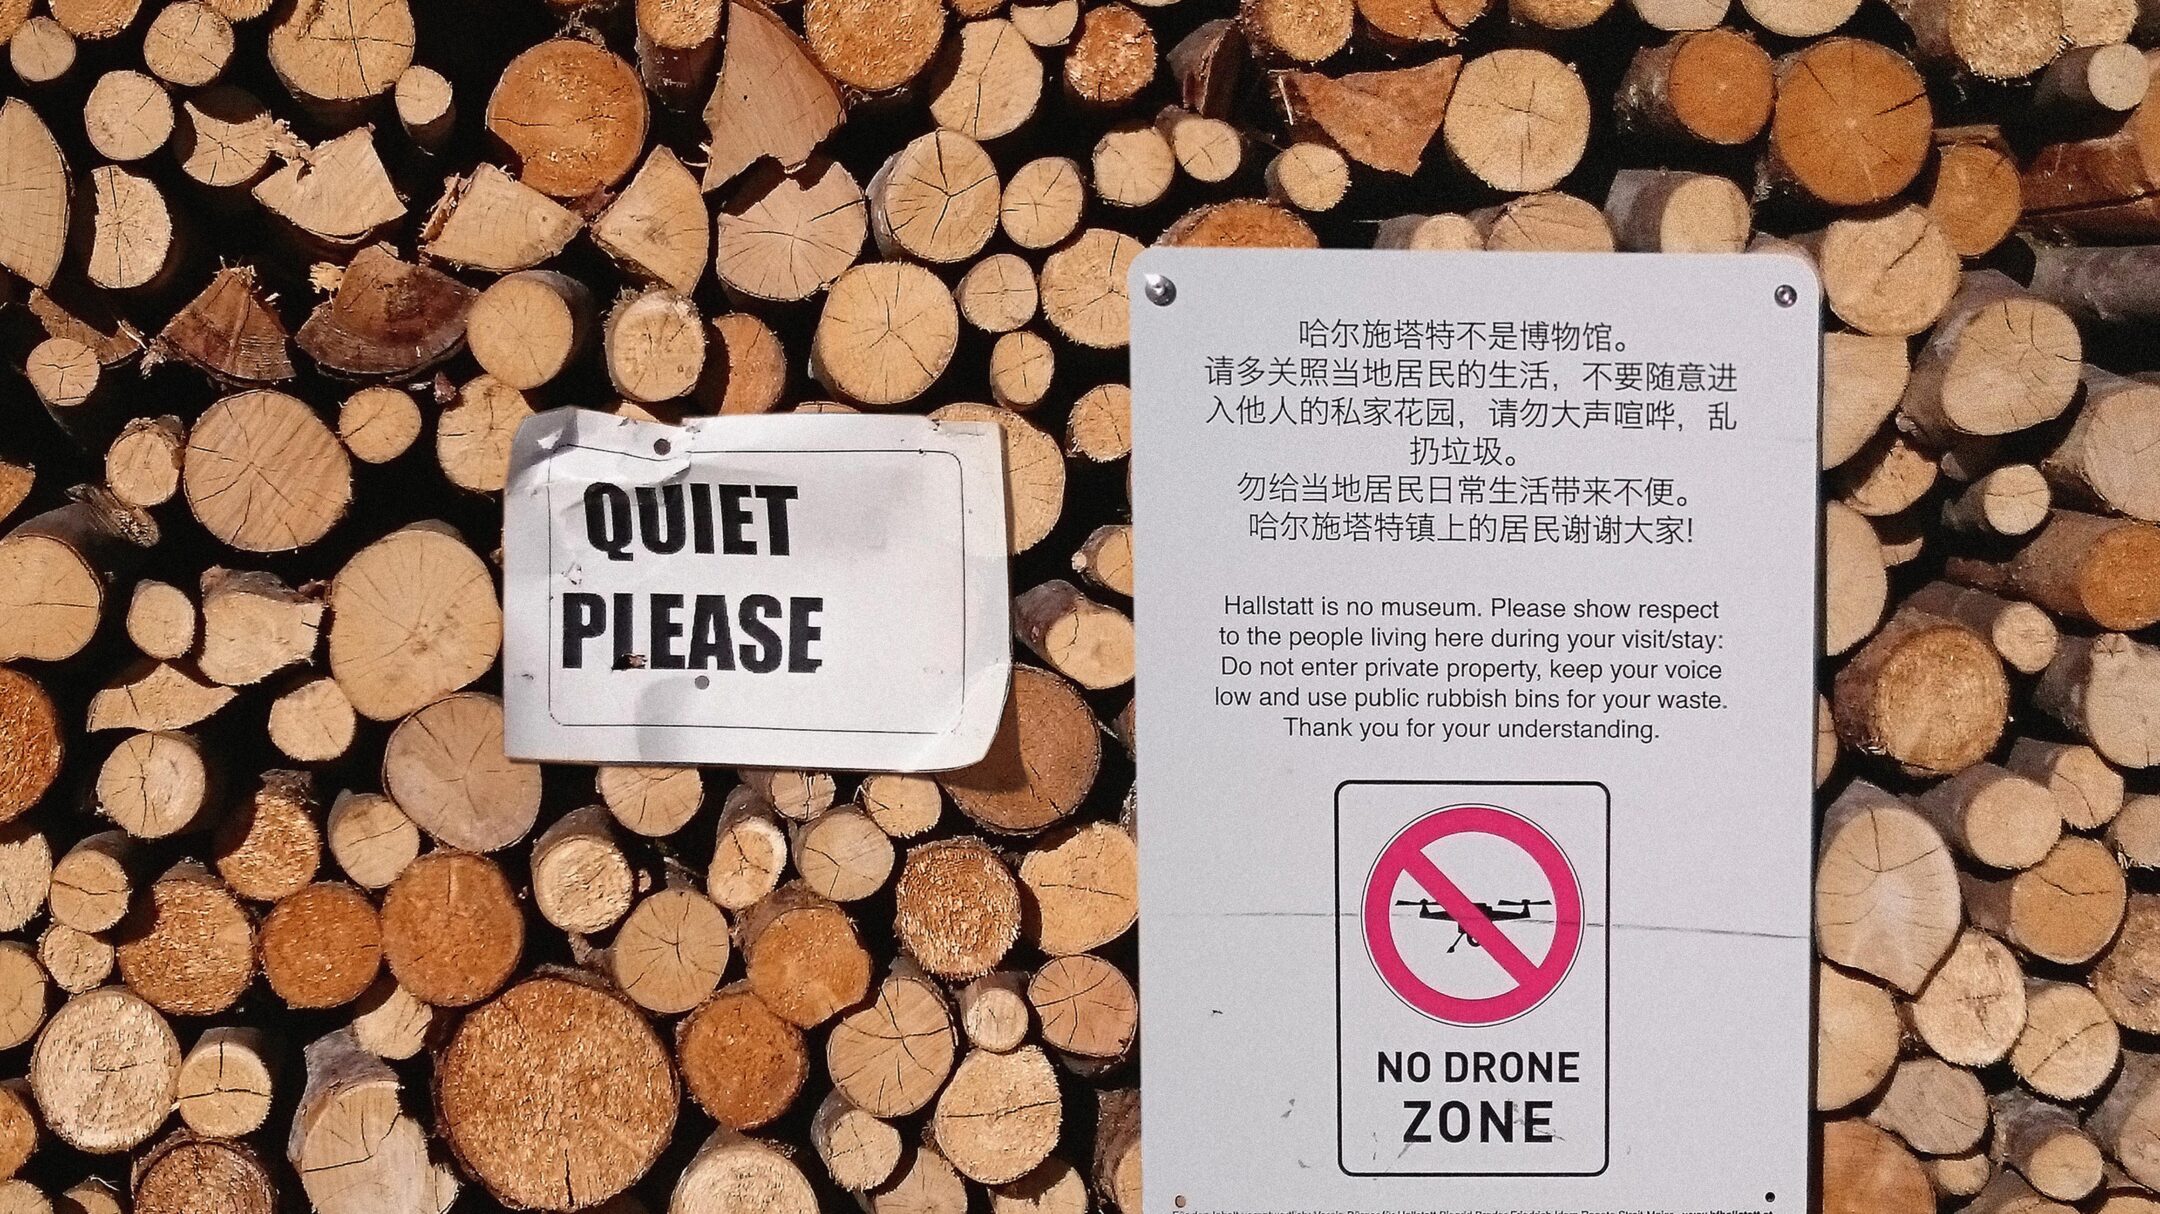 QUIET
PLEASE
哈尔施塔特不是博物馆。
请多关照当地居民的生活，不要随意进
入他人的私家花园，请勿大声喧哗，乱
扔垃圾。
勿给当地居民日常生活带来不便。
哈尔施塔特镇上的居民谢谢大家!
Hallstatt is no museum. Please show respect
to the people living here during your visit/stay:
Do not enter private property, keep your voice
low and use public rubbish bins for your waste.
Thank you for your understanding.
NO DRONE
ZONE